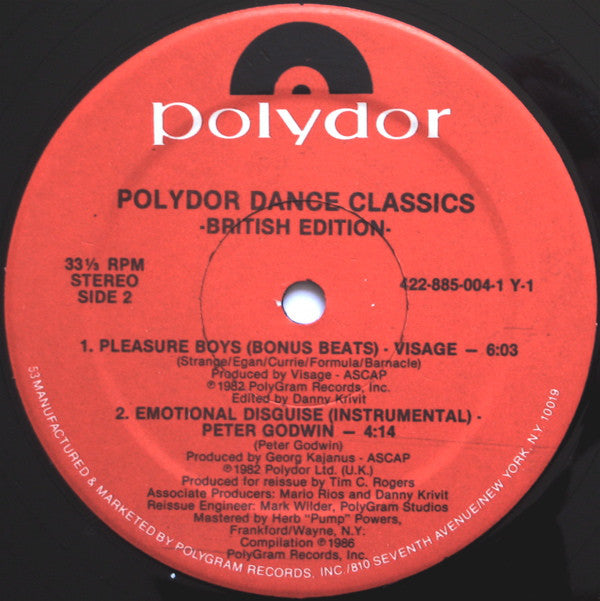 polydor
POLYDOR DANCE CLASSICS
-BRITISH EDITION-
33⅓ RPM
STEREO
SIDE 2
422-885-004-1 Y-1
1. PLEASURE BOYS (BONUS BEATS) - VISAGE — 6:03
(Strange/Egan/Currie/Formula/Barnacle)
Produced by Visage - ASCAP
℗1982 PolyGram Records, Inc.
Edited by Danny Krivit
2. EMOTIONAL DISGUISE (INSTRUMENTAL) -
PETER GODWIN — 4:14
(Peter Godwin)
Produced by Georg Kajanus - ASCAP
℗1982 Polydor Ltd. (U.K.)
Produced for reissue by Tim C. Rogers
Associate Producers: Mario Rios and Danny Krivit
Reissue Engineer: Mark Wilder, PolyGram Studios
Mastered by Herb "Pump" Powers,
Frankford/Wayne, N.Y.
Compilation ℗1986
PolyGram Records, Inc.
53 MANUFACTURED & MARKETED BY POLYGRAM RECORDS, INC./810 SEVENTH AVENUE/NEW YORK, N.Y. 10019